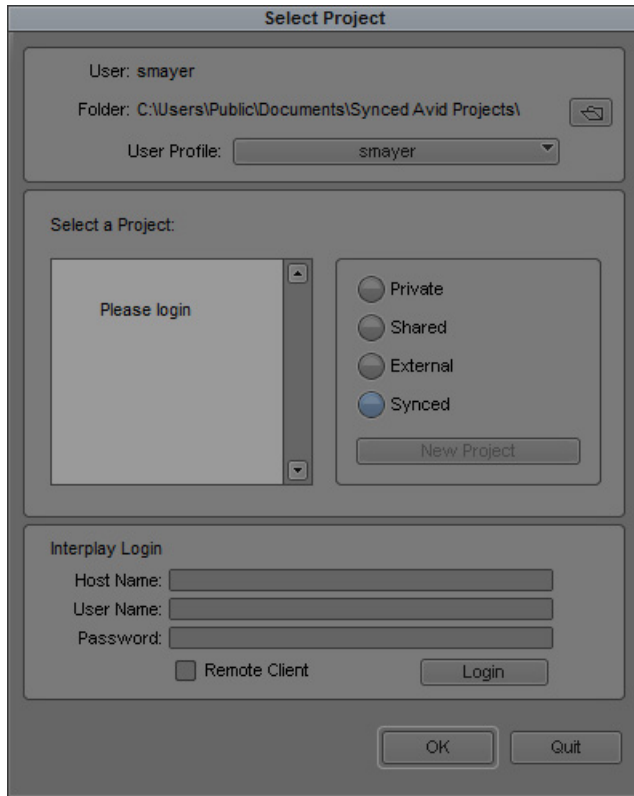 Select Project
User: smayer
Folder: C:\Users\Public\Documents\Synced Avid Projects\
User Profile: smayer
Select a Project:
Please login
Private
Shared
External
Synced
New Project
Interplay Login
Host Name:
User Name:
Password:
Remote Client Login
OK Quit